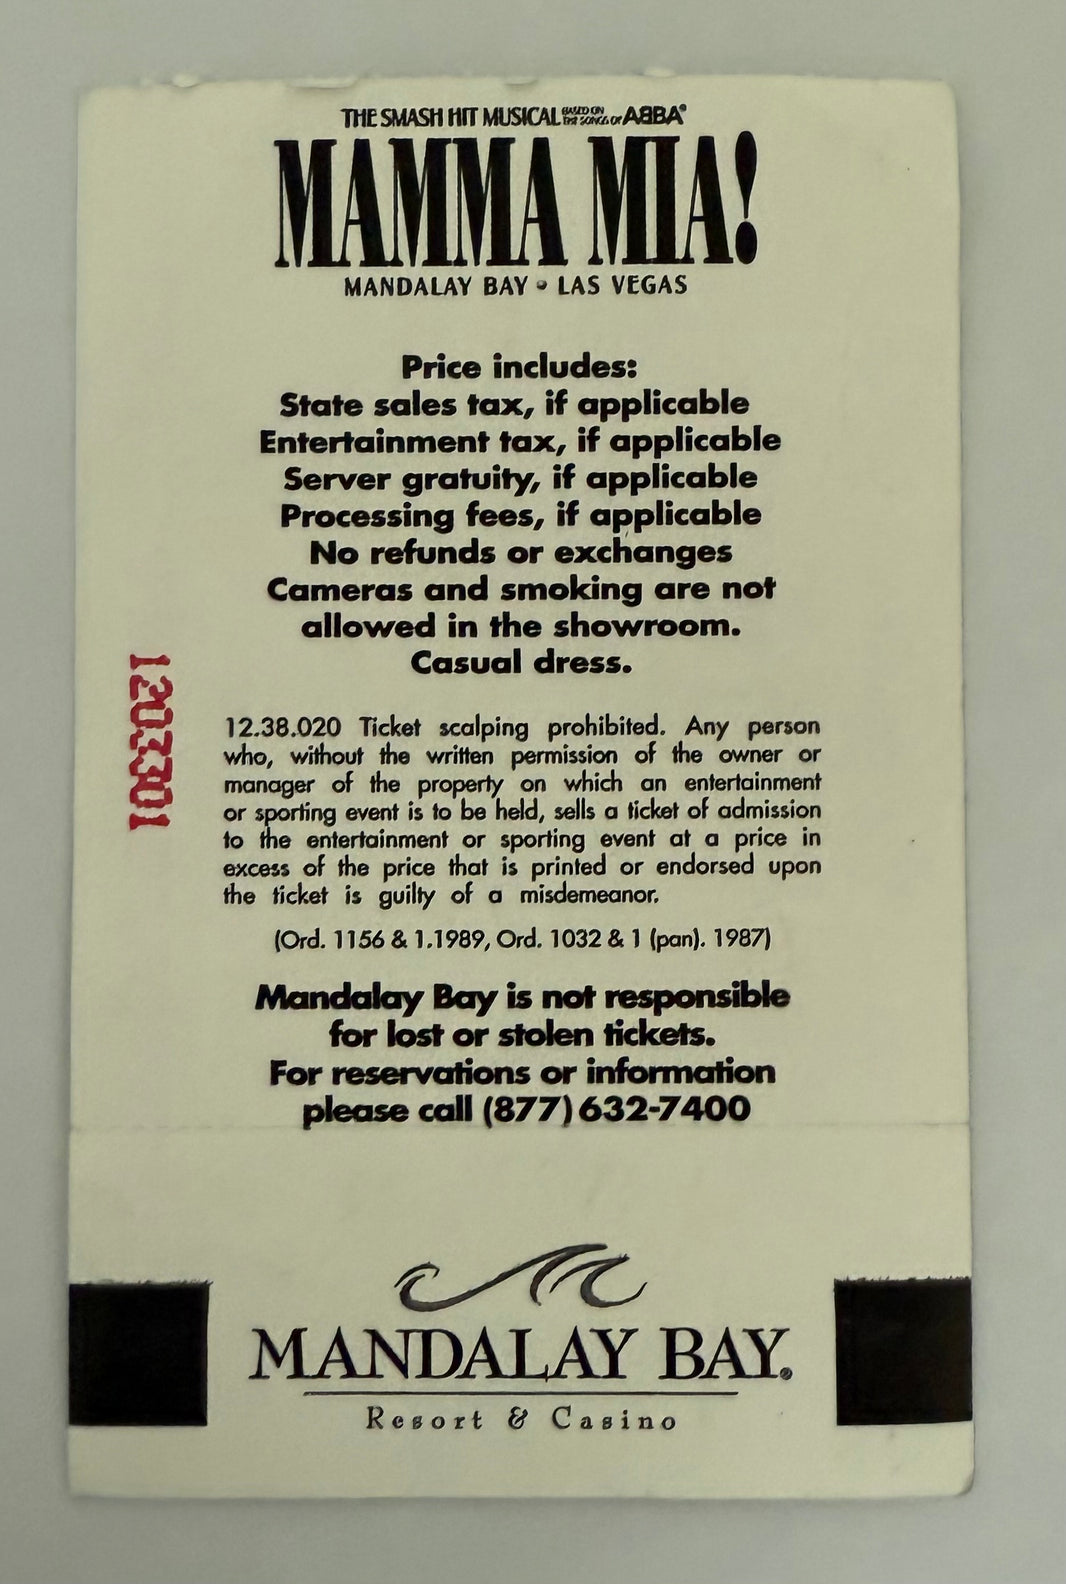 THE SMASH HIT MUSICAL BASED ON THE SONGS OF ABBA®
MAMMA MIA!
MANDALAY BAY • LAS VEGAS
Price includes:
State sales tax, if applicable
Entertainment tax, if applicable
Server gratuity, if applicable
Processing fees, if applicable
No refunds or exchanges
Cameras and smoking are not
allowed in the showroom.
Casual dress.
1203301
12.38.020 Ticket scalping prohibited. Any person
who, without the written permission of the owner or
manager of the property on which an entertainment
or sporting event is to be held, sells a ticket of admission
to the entertainment or sporting event at a price in
excess of the price that is printed or endorsed upon
the ticket is guilty of a misdemeanor.
(Ord. 1156 & 1.1989, Ord. 1032 & 1 (pan). 1987)
Mandalay Bay is not responsible
for lost or stolen tickets.
For reservations or information
please call (877) 632-7400
MANDALAY BAY®
Resort & Casino